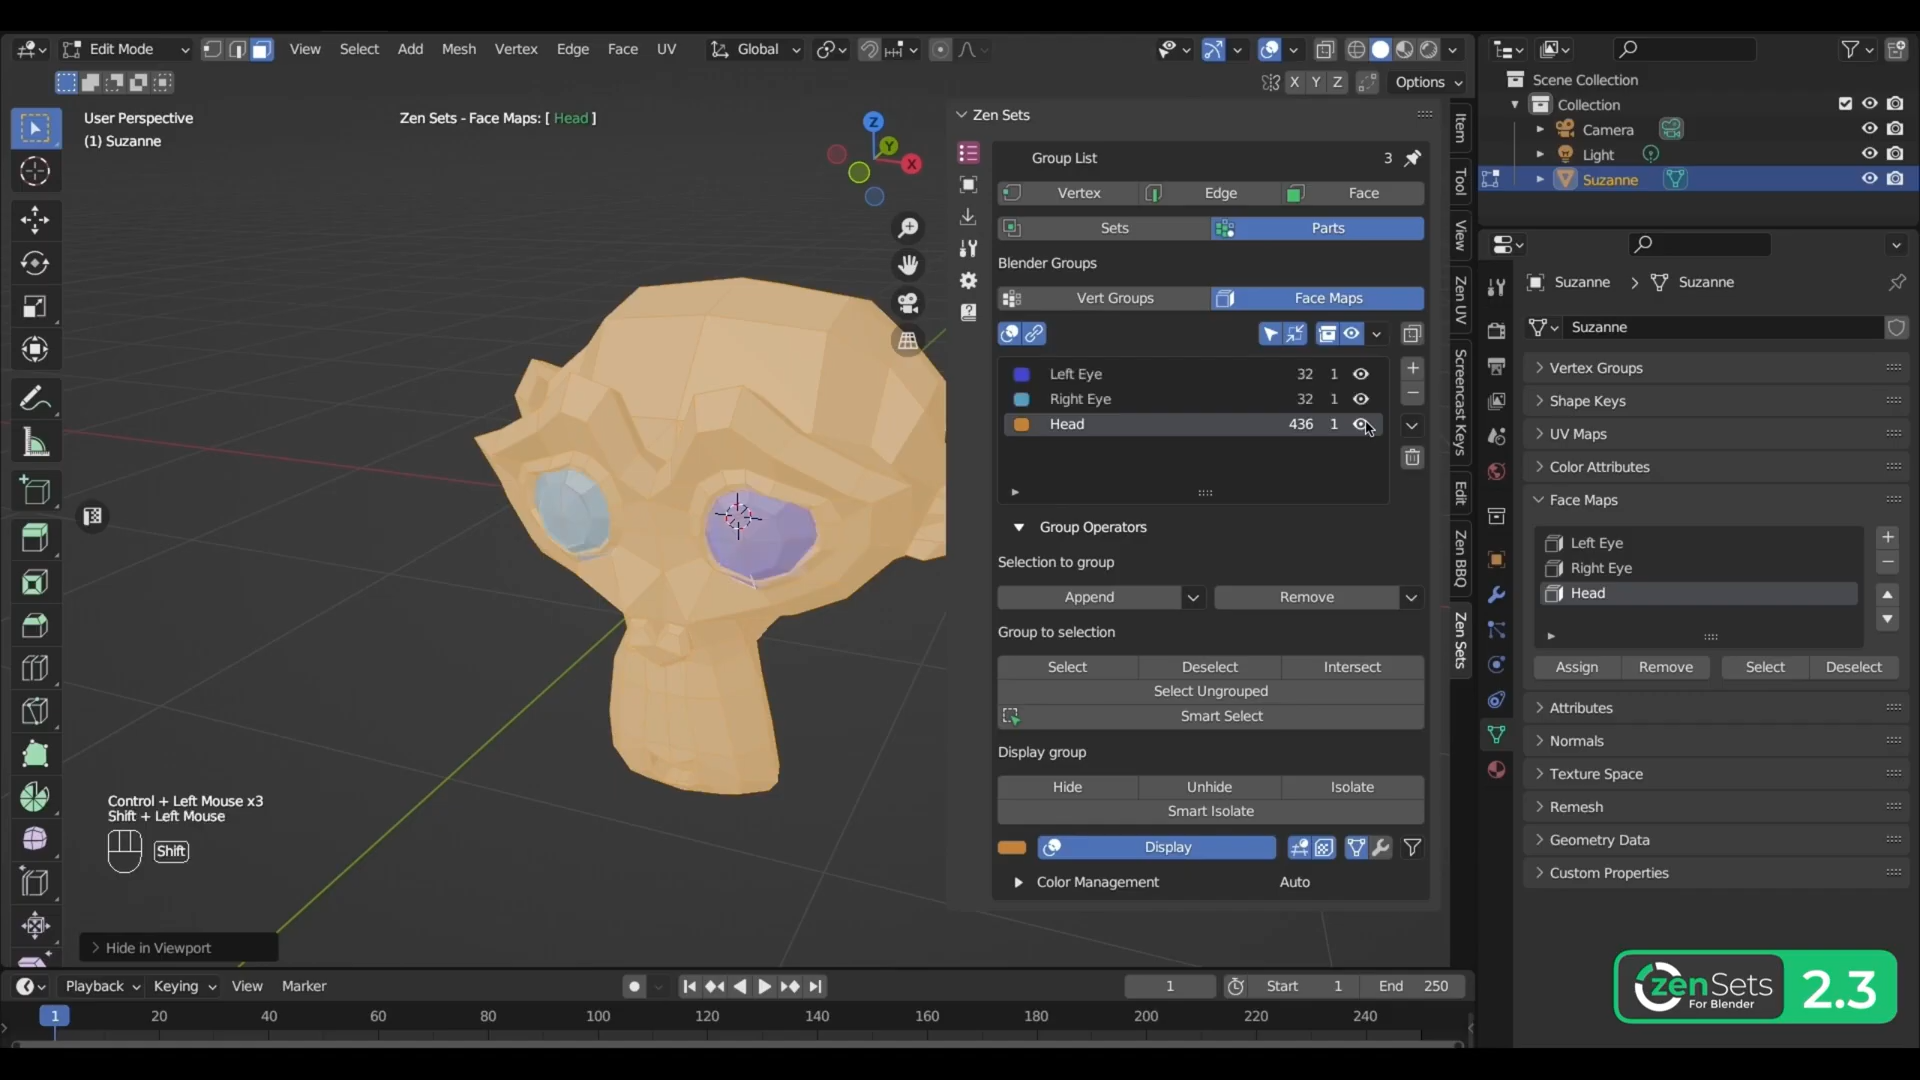 Edit Mode
View
Select
Add
Mesh
Vertex
Edge
Face
UV
Global
X
Y
Z
Options
User Perspective
(1) Suzanne
Zen Sets - Face Maps: [ Head ]
Z
Y
X
Zen Sets
Group List
3
Vertex
Edge
Face
Sets
Parts
Blender Groups
Vert Groups
Face Maps
Left Eye 32 1
Right Eye 32 1
Head 436 1
Group Operators
Selection to group
Append
Remove
Group to selection
Select
Deselect
Intersect
Select Ungrouped
Smart Select
Display group
Hide
Unhide
Isolate
Smart Isolate
Display
Color Management
Auto
Item
Tool
View
Zen UV
Screencast Keys
Edit
Zen BBQ
Zen Sets
Scene Collection
Collection
Camera
Light
Suzanne
Suzanne
Suzanne
Suzanne
Vertex Groups
Shape Keys
UV Maps
Color Attributes
Face Maps
Left Eye
Right Eye
Head
Assign
Remove
Select
Deselect
Attributes
Normals
Texture Space
Remesh
Geometry Data
Custom Properties
Control + Left Mouse x3
Shift + Left Mouse
Shift
Hide in Viewport
Playback
Keying
View
Marker
1
Start 1
End 250
1
20
40
60
80
100
120
140
160
180
200
220
240
zenSets
For Blender
2.3